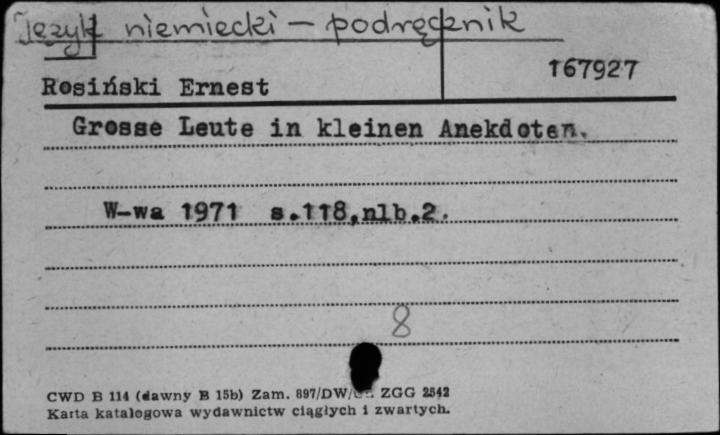 Język niemiecki – podręcznik
167927
Rosiński Ernest
Grosse Leute in kleinen Anekdoten.
W-wa 1971 s.118,nlb.2.
8
CWD B 114 (dawny B 15b) Zam. 897/DW/ ZGG 2542
Karta katalogowa wydawnictw ciągłych i zwartych.